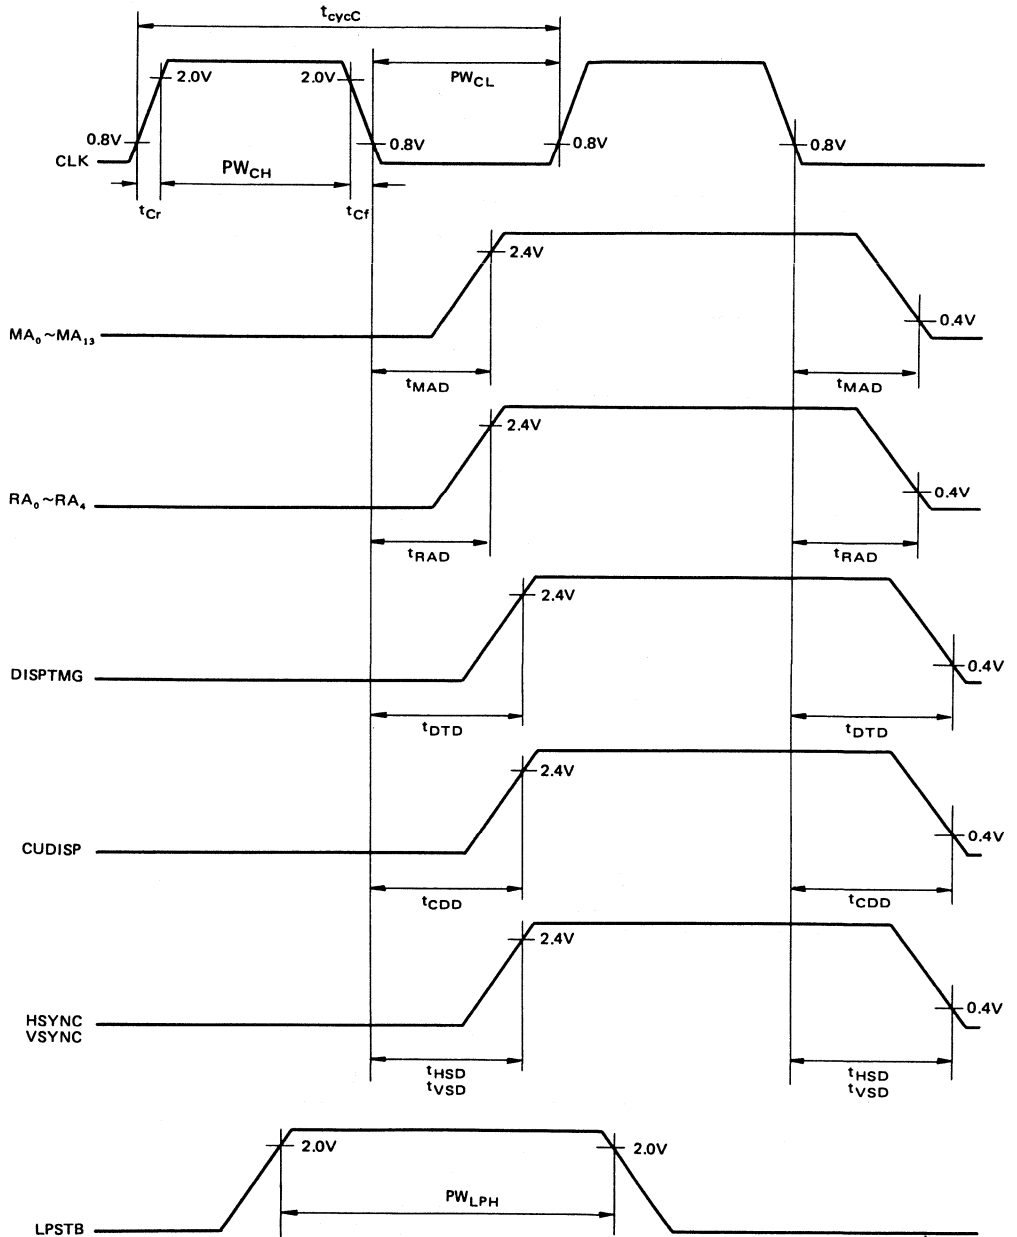 tcycC
2.0V 2.0V PWCL
0.8V 0.8V 0.8V 0.8V
CLK PWCH
tCr tCf
2.4V
MA₀~MA₁₃ 0.4V
tMAD tMAD
2.4V
RA₀~RA₄ 0.4V
tRAD tRAD
2.4V
DISPTMG 0.4V
tDTD tDTD
2.4V
CUDISP 0.4V
tCDD tCDD
2.4V
HSYNC 0.4V
VSYNC
tHSD tHSD
tVSD tVSD
2.0V 2.0V
PWLPH
LPSTB